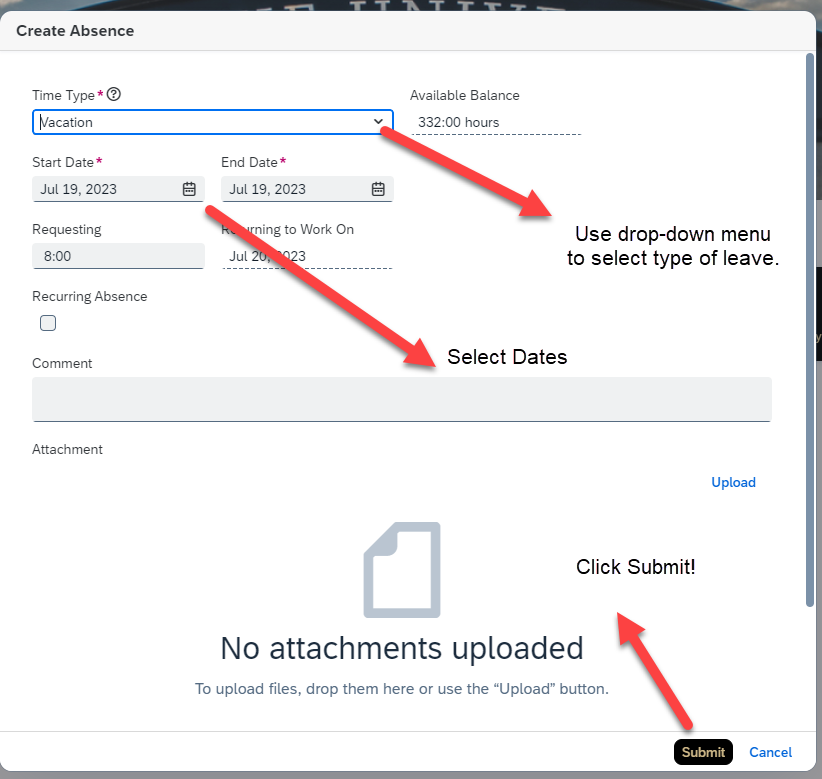 THE UNIVE
Create Absence
Time Type* Available Balance
Vacation 332:00 hours
Start Date* End Date*
Jul 19, 2023 Jul 19, 2023
Requesting Returning to Work On
8:00 Jul 20, 2023
Use drop-down menu
to select type of leave.
Recurring Absence
Select Dates
Comment
Attachment
Upload
Click Submit!
No attachments uploaded
To upload files, drop them here or use the “Upload” button.
Submit Cancel